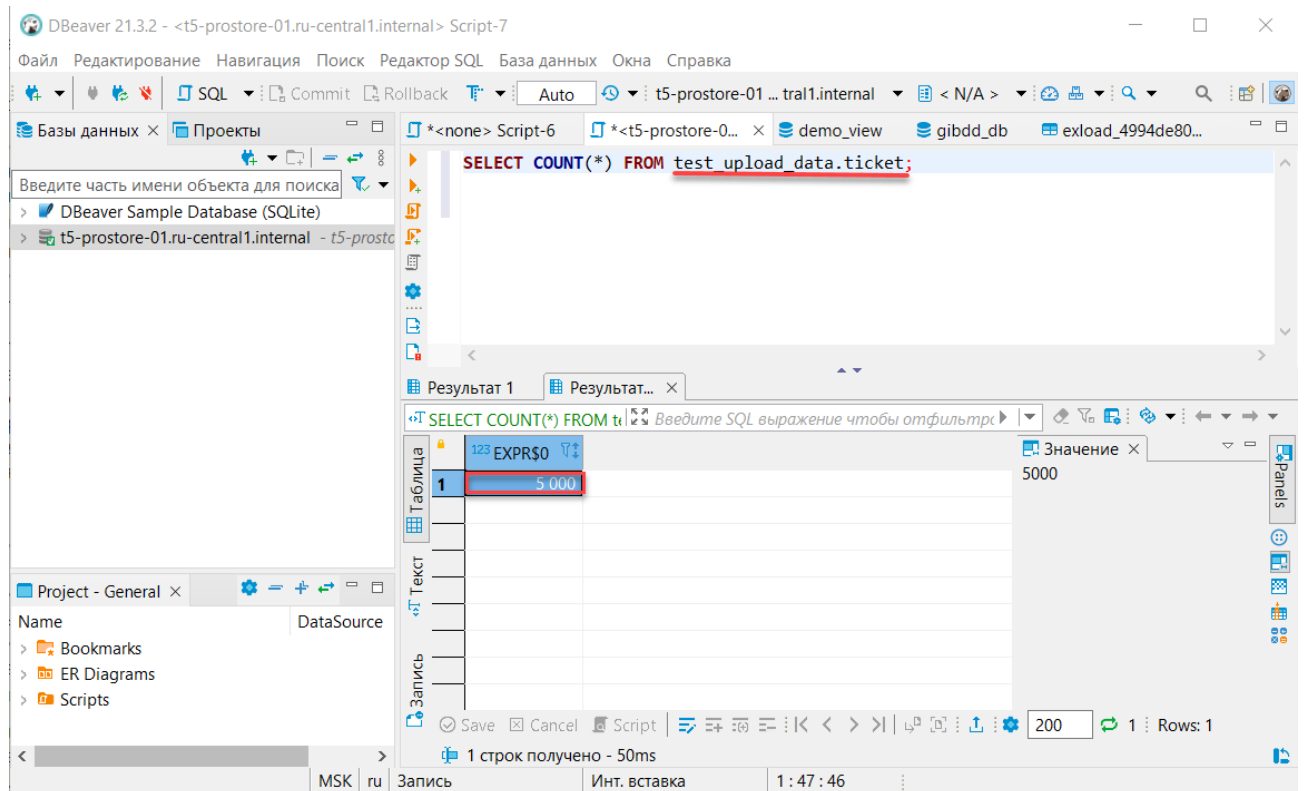 DBeaver 21.3.2 - <t5-prostore-01.ru-central1.internal> Script-7
Файл Редактирование Навигация Поиск Редактор SQL База данных Окна Справка
SQL Commit Rollback Auto t5-prostore-01 ... tral1.internal < N/A >
Базы данных Проекты
*<none> Script-6 *<t5-prostore-0... demo_view gibdd_db exload_4994de80...
Введите часть имени объекта для поиска
DBeaver Sample Database (SQLite)
t5-prostore-01.ru-central1.internal - t5-prosto
SELECT COUNT(*) FROM test_upload_data.ticket;
Результат 1 Результат...
SELECT COUNT(*) FROM te Введите SQL выражение чтобы отфильтрo
Таблица
Текст
Запись
123 EXPR$0
1 5 000
Значение
5000
Panels
Project - General
Name DataSource
Bookmarks
ER Diagrams
Scripts
Save Cancel Script 200 1 Rows: 1
1 строк получено - 50ms
MSK ru Запись Инт. вставка 1 : 47 : 46